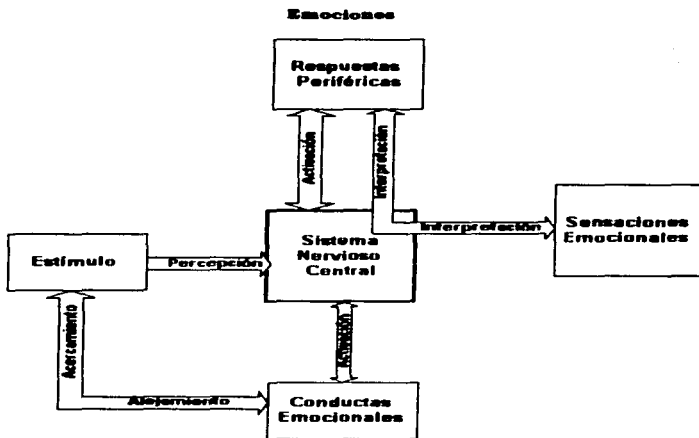 Emociones
Respuestas
Periféricas
Activación
Interpretación
Interpretación
Sensaciones
Emocionales
Sistema
Nervioso
Central
Estímulo
Percepción
Acercamiento
Activación
Alejamiento
Conductas
Emocionales